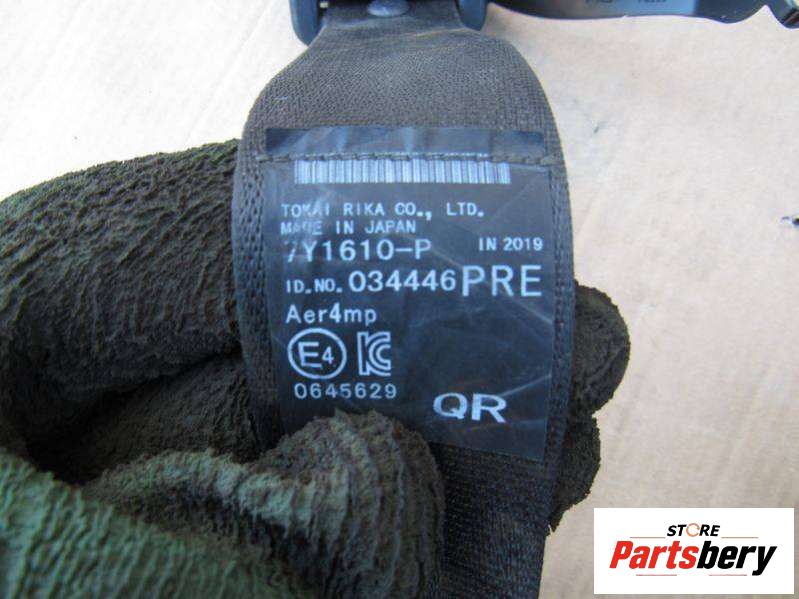 TOKAI RIKA CO., LTD.
MADE IN JAPAN
7Y1610-P IN 2019
ID.NO. 034446 PRE
Aer4mp
E4 KC
0645629
QR
STORE
Partsbery